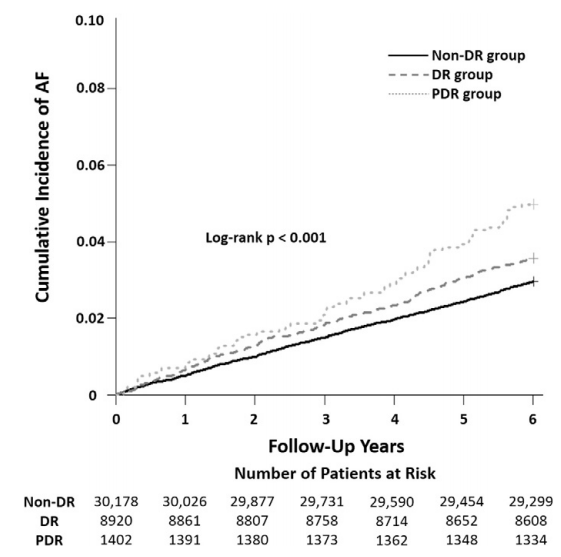 0.10
0.08
0.06
0.04
0.02
0
Cumulative Incidence of AF
Non-DR group
DR group
PDR group
Log-rank p < 0.001
0 1 2 3 4 5 6
Follow-Up Years
Number of Patients at Risk
Non-DR 30,178 30,026 29,877 29,731 29,590 29,454 29,299
DR 8920 8861 8807 8758 8714 8652 8608
PDR 1402 1391 1380 1373 1362 1348 1334